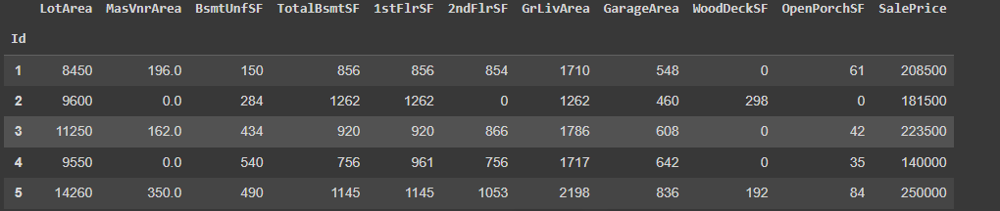 LotArea MasVnrArea BsmtUnfSF TotalBsmtSF 1stFlrSF 2ndFlrSF GrLivArea GarageArea WoodDeckSF OpenPorchSF SalePrice
Id
1 8450 196.0 150 856 856 854 1710 548 0 61 208500
2 9600 0.0 284 1262 1262 0 1262 460 298 0 181500
3 11250 162.0 434 920 920 866 1786 608 0 42 223500
4 9550 0.0 540 756 961 756 1717 642 0 35 140000
5 14260 350.0 490 1145 1145 1053 2198 836 192 84 250000